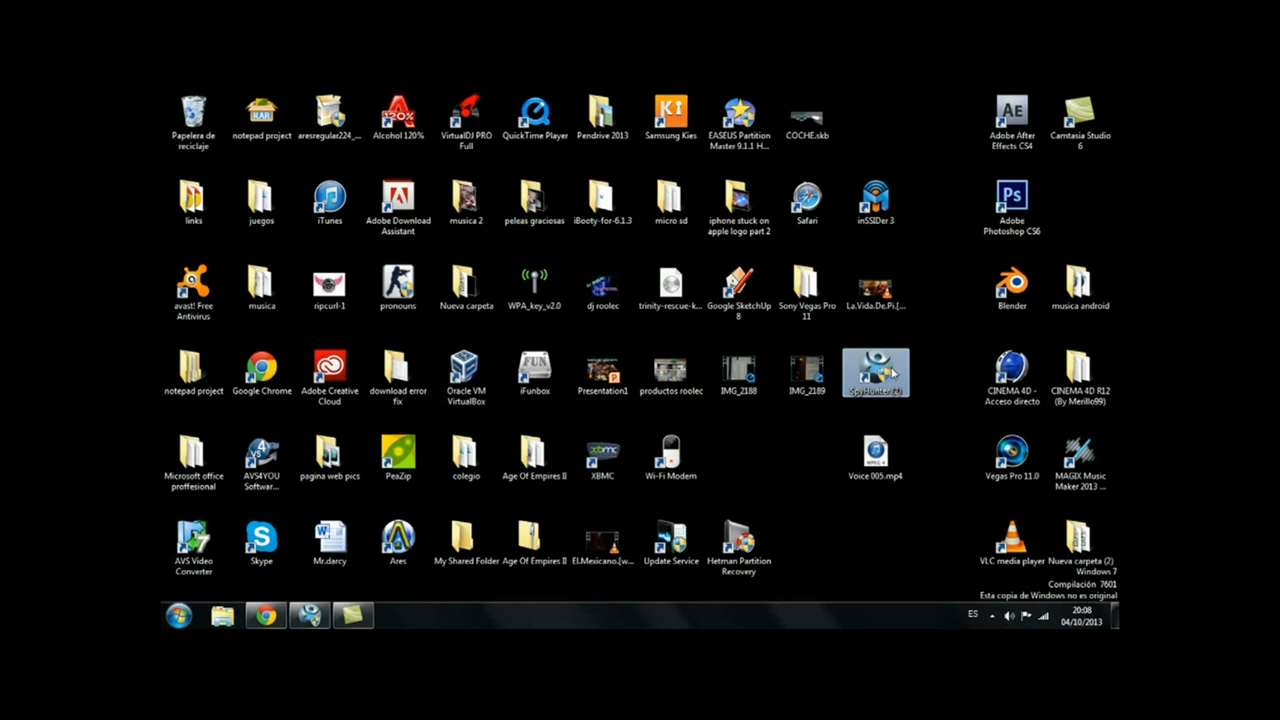 Papelera de reciclaje
notepad project
aresregular224_...
Alcohol 120%
VirtualDJ PRO Full
QuickTime Player
Pendrive 2013
Samsung Kies
EASEUS Partition Master 9.1.1 H...
COCHE.skb
Adobe After Effects CS4
Camtasia Studio 6
links
juegos
iTunes
Adobe Download Assistant
musica 2
peleas graciosas
iBooty-for-6.1.3
micro sd
iphone stuck on apple logo part 2
Safari
inSSIDer 3
Adobe Photoshop CS6
avast! Free Antivirus
musica
ripcurl-1
pronouns
Nueva carpeta
WPA_key_v2.0
dj roolec
trinity-rescue-k...
Google SketchUp 8
Sony Vegas Pro 11
La.Vida.De.Pi.[...
Blender
musica android
notepad project
Google Chrome
Adobe Creative Cloud
download error fix
Oracle VM VirtualBox
iFunbox
Presentation1
productos roolec
IMG_2188
IMG_2189
SpyHunter (2)
CINEMA 4D - Acceso directo
CINEMA 4D R12 (By Merillo99)
Microsoft office proffesional
AVS4YOU Softwar...
pagina web pics
PeaZip
colegio
Age Of Empires II
XBMC
Wi-Fi Modem
Voice 005.mp4
Vegas Pro 11.0
MAGIX Music Maker 2013 ...
AVS Video Converter
Skype
Mr.darcy
Ares
My Shared Folder
Age Of Empires II
El.Mexicano.[w...
Update Service
Hetman Partition Recovery
VLC media player
Nueva carpeta (2)
Windows 7
Compilación 7601
Esta copia de Windows no es original
ES
20:08
04/10/2013